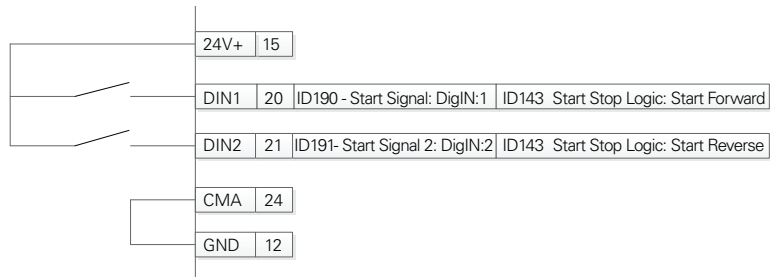 24V+ 15
DIN1 20 ID190 - Start Signal: DigIN:1 ID143 Start Stop Logic: Start Forward
DIN2 21 ID191- Start Signal 2: DigIN:2 ID143 Start Stop Logic: Start Reverse
CMA 24
GND 12